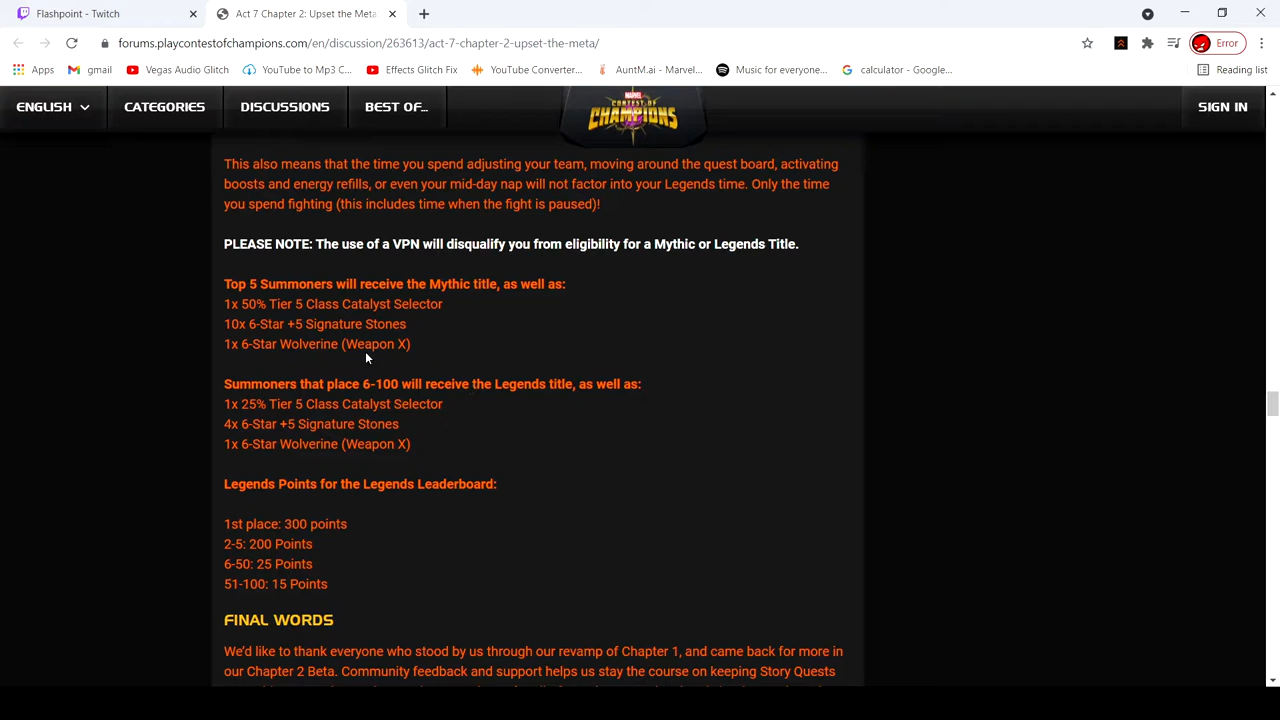 Flashpoint - Twitch
Act 7 Chapter 2: Upset the Meta
forums.playcontestofchampions.com/en/discussion/263613/act-7-chapter-2-upset-the-meta/
Error
Apps
gmail
Vegas Audio Glitch
YouTube to Mp3 C...
Effects Glitch Fix
YouTube Converter...
AuntM.ai - Marvel...
Music for everyone...
calculator - Google...
Reading list
ENGLISH
CATEGORIES
DISCUSSIONS
BEST OF...
MARVEL
CONTEST OF
CHAMPIONS
SIGN IN
This also means that the time you spend adjusting your team, moving around the quest board, activating
boosts and energy refills, or even your mid-day nap will not factor into your Legends time. Only the time
you spend fighting (this includes time when the fight is paused)!
PLEASE NOTE: The use of a VPN will disqualify you from eligibility for a Mythic or Legends Title.
Top 5 Summoners will receive the Mythic title, as well as:
1x 50% Tier 5 Class Catalyst Selector
10x 6-Star +5 Signature Stones
1x 6-Star Wolverine (Weapon X)
Summoners that place 6-100 will receive the Legends title, as well as:
1x 25% Tier 5 Class Catalyst Selector
4x 6-Star +5 Signature Stones
1x 6-Star Wolverine (Weapon X)
Legends Points for the Legends Leaderboard:
1st place: 300 points
2-5: 200 Points
6-50: 25 Points
51-100: 15 Points
FINAL WORDS
We'd like to thank everyone who stood by us through our revamp of Chapter 1, and came back for more in
our Chapter 2 Beta. Community feedback and support helps us stay the course on keeping Story Quests